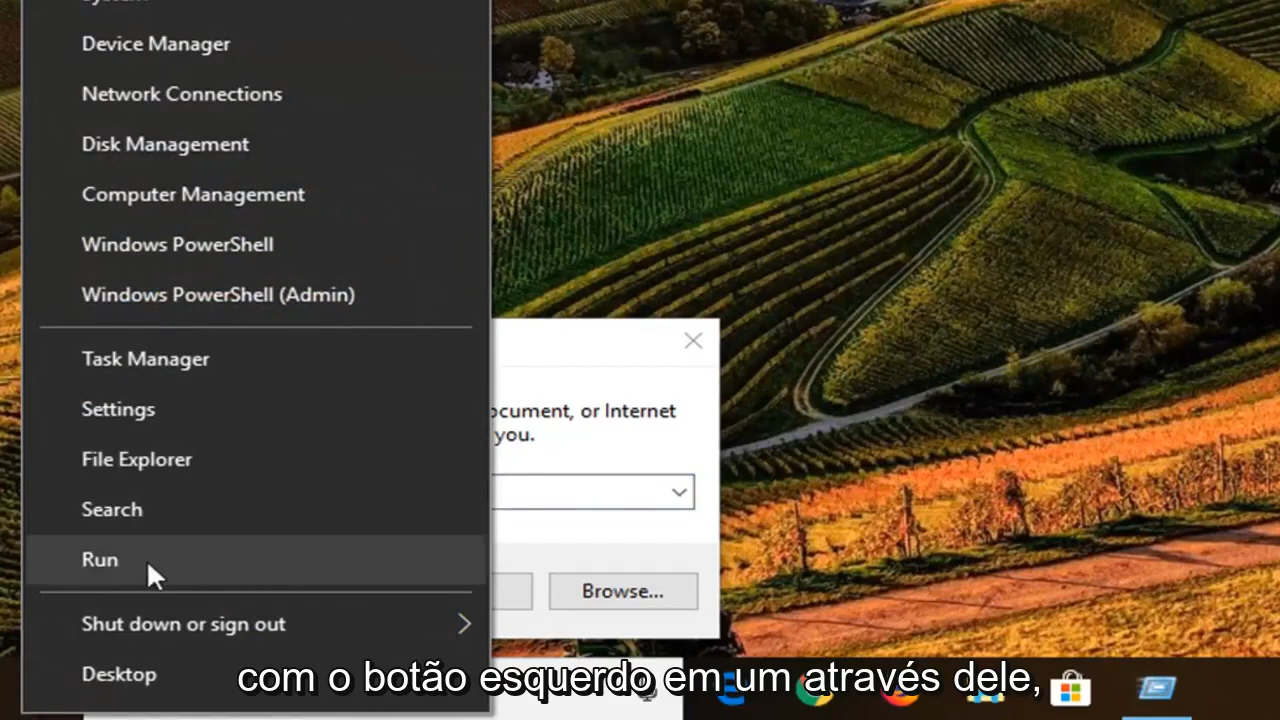 Device Manager
Network Connections
Disk Management
Computer Management
Windows PowerShell
Windows PowerShell (Admin)
Task Manager
Settings
File Explorer
Search
Run
Shut down or sign out
Desktop
ocument, or Internet
you.
Browse...
com o botão esquerdo em um através dele,